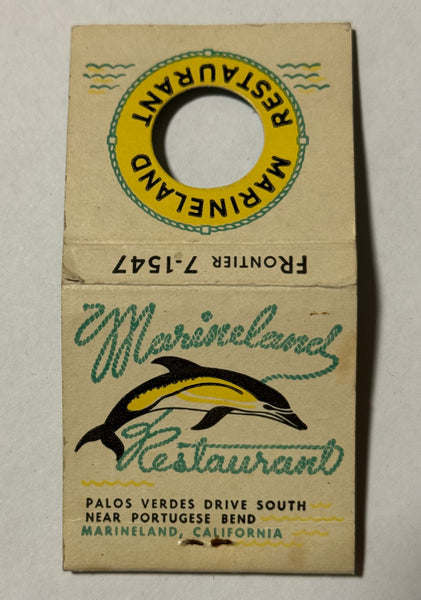 MARINELAND
RESTAURANT
FRONTIER 7-1547
Marineland
Restaurant
PALOS VERDES DRIVE SOUTH
NEAR PORTUGESE BEND
MARINELAND, CALIFORNIA